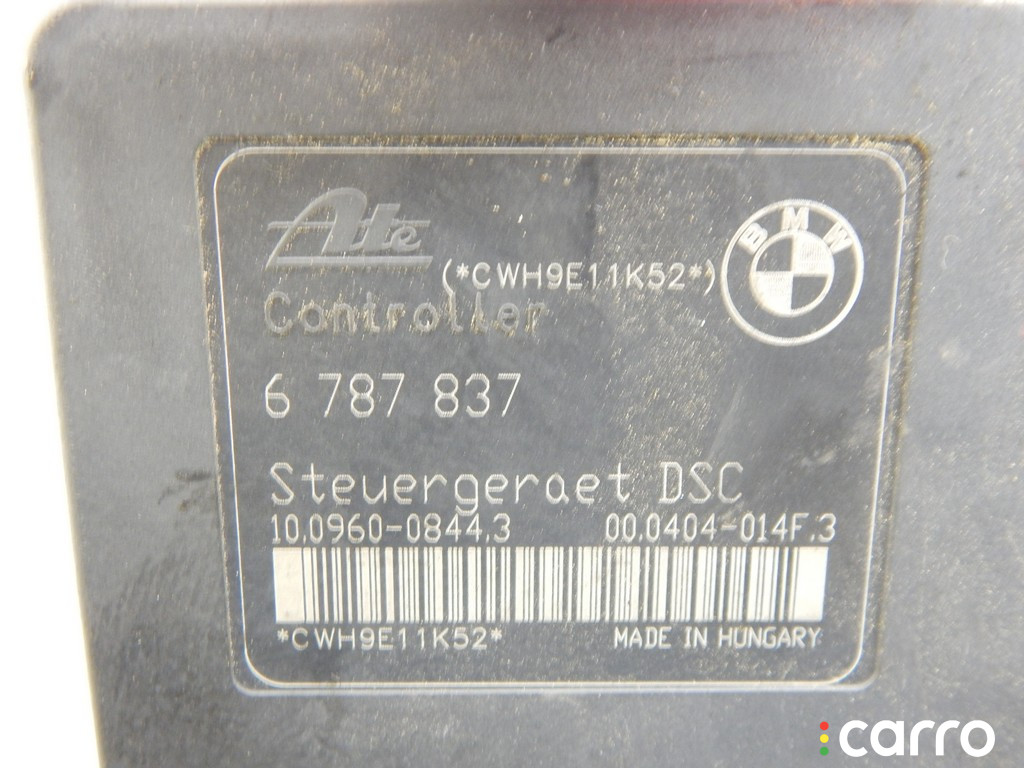 Ate
(*CWH9E11K52*)
BMW
Controller
6 787 837
Steuergeraet DSC
10.0960-0844.3 00.0404-014F.3
*CWH9E11K52* MADE IN HUNGARY
carro